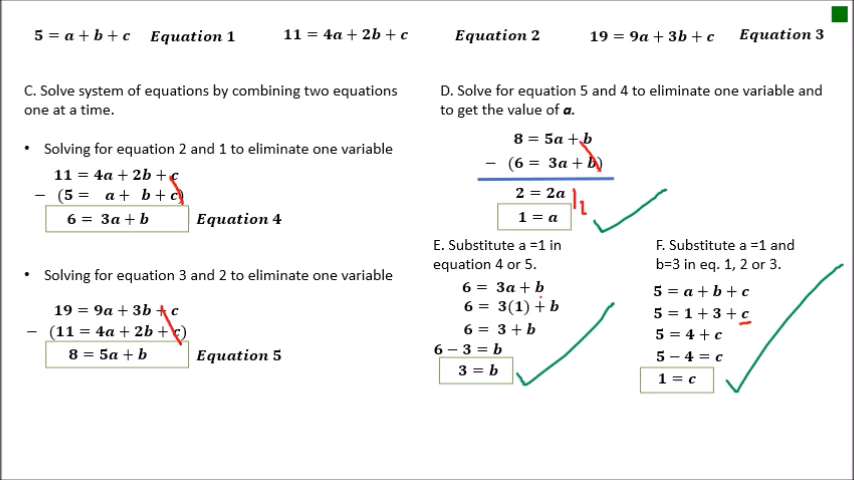 5 = a + b + c Equation 1 11 = 4a + 2b + c Equation 2 19 = 9a + 3b + c Equation 3
C. Solve system of equations by combining two equations
one at a time.
• Solving for equation 2 and 1 to eliminate one variable
11 = 4a + 2b + c
− (5 = a + b + c)
6 = 3a + b Equation 4
• Solving for equation 3 and 2 to eliminate one variable
19 = 9a + 3b + c
− (11 = 4a + 2b + c)
8 = 5a + b Equation 5
D. Solve for equation 5 and 4 to eliminate one variable and
to get the value of a.
8 = 5a + b
− (6 = 3a + b)
2 = 2a
1 = a
E. Substitute a =1 in
equation 4 or 5.
6 = 3a + b
6 = 3(1) + b
6 = 3 + b
6 − 3 = b
3 = b
F. Substitute a =1 and
b=3 in eq. 1, 2 or 3.
5 = a + b + c
5 = 1 + 3 + c
5 = 4 + c
5 − 4 = c
1 = c